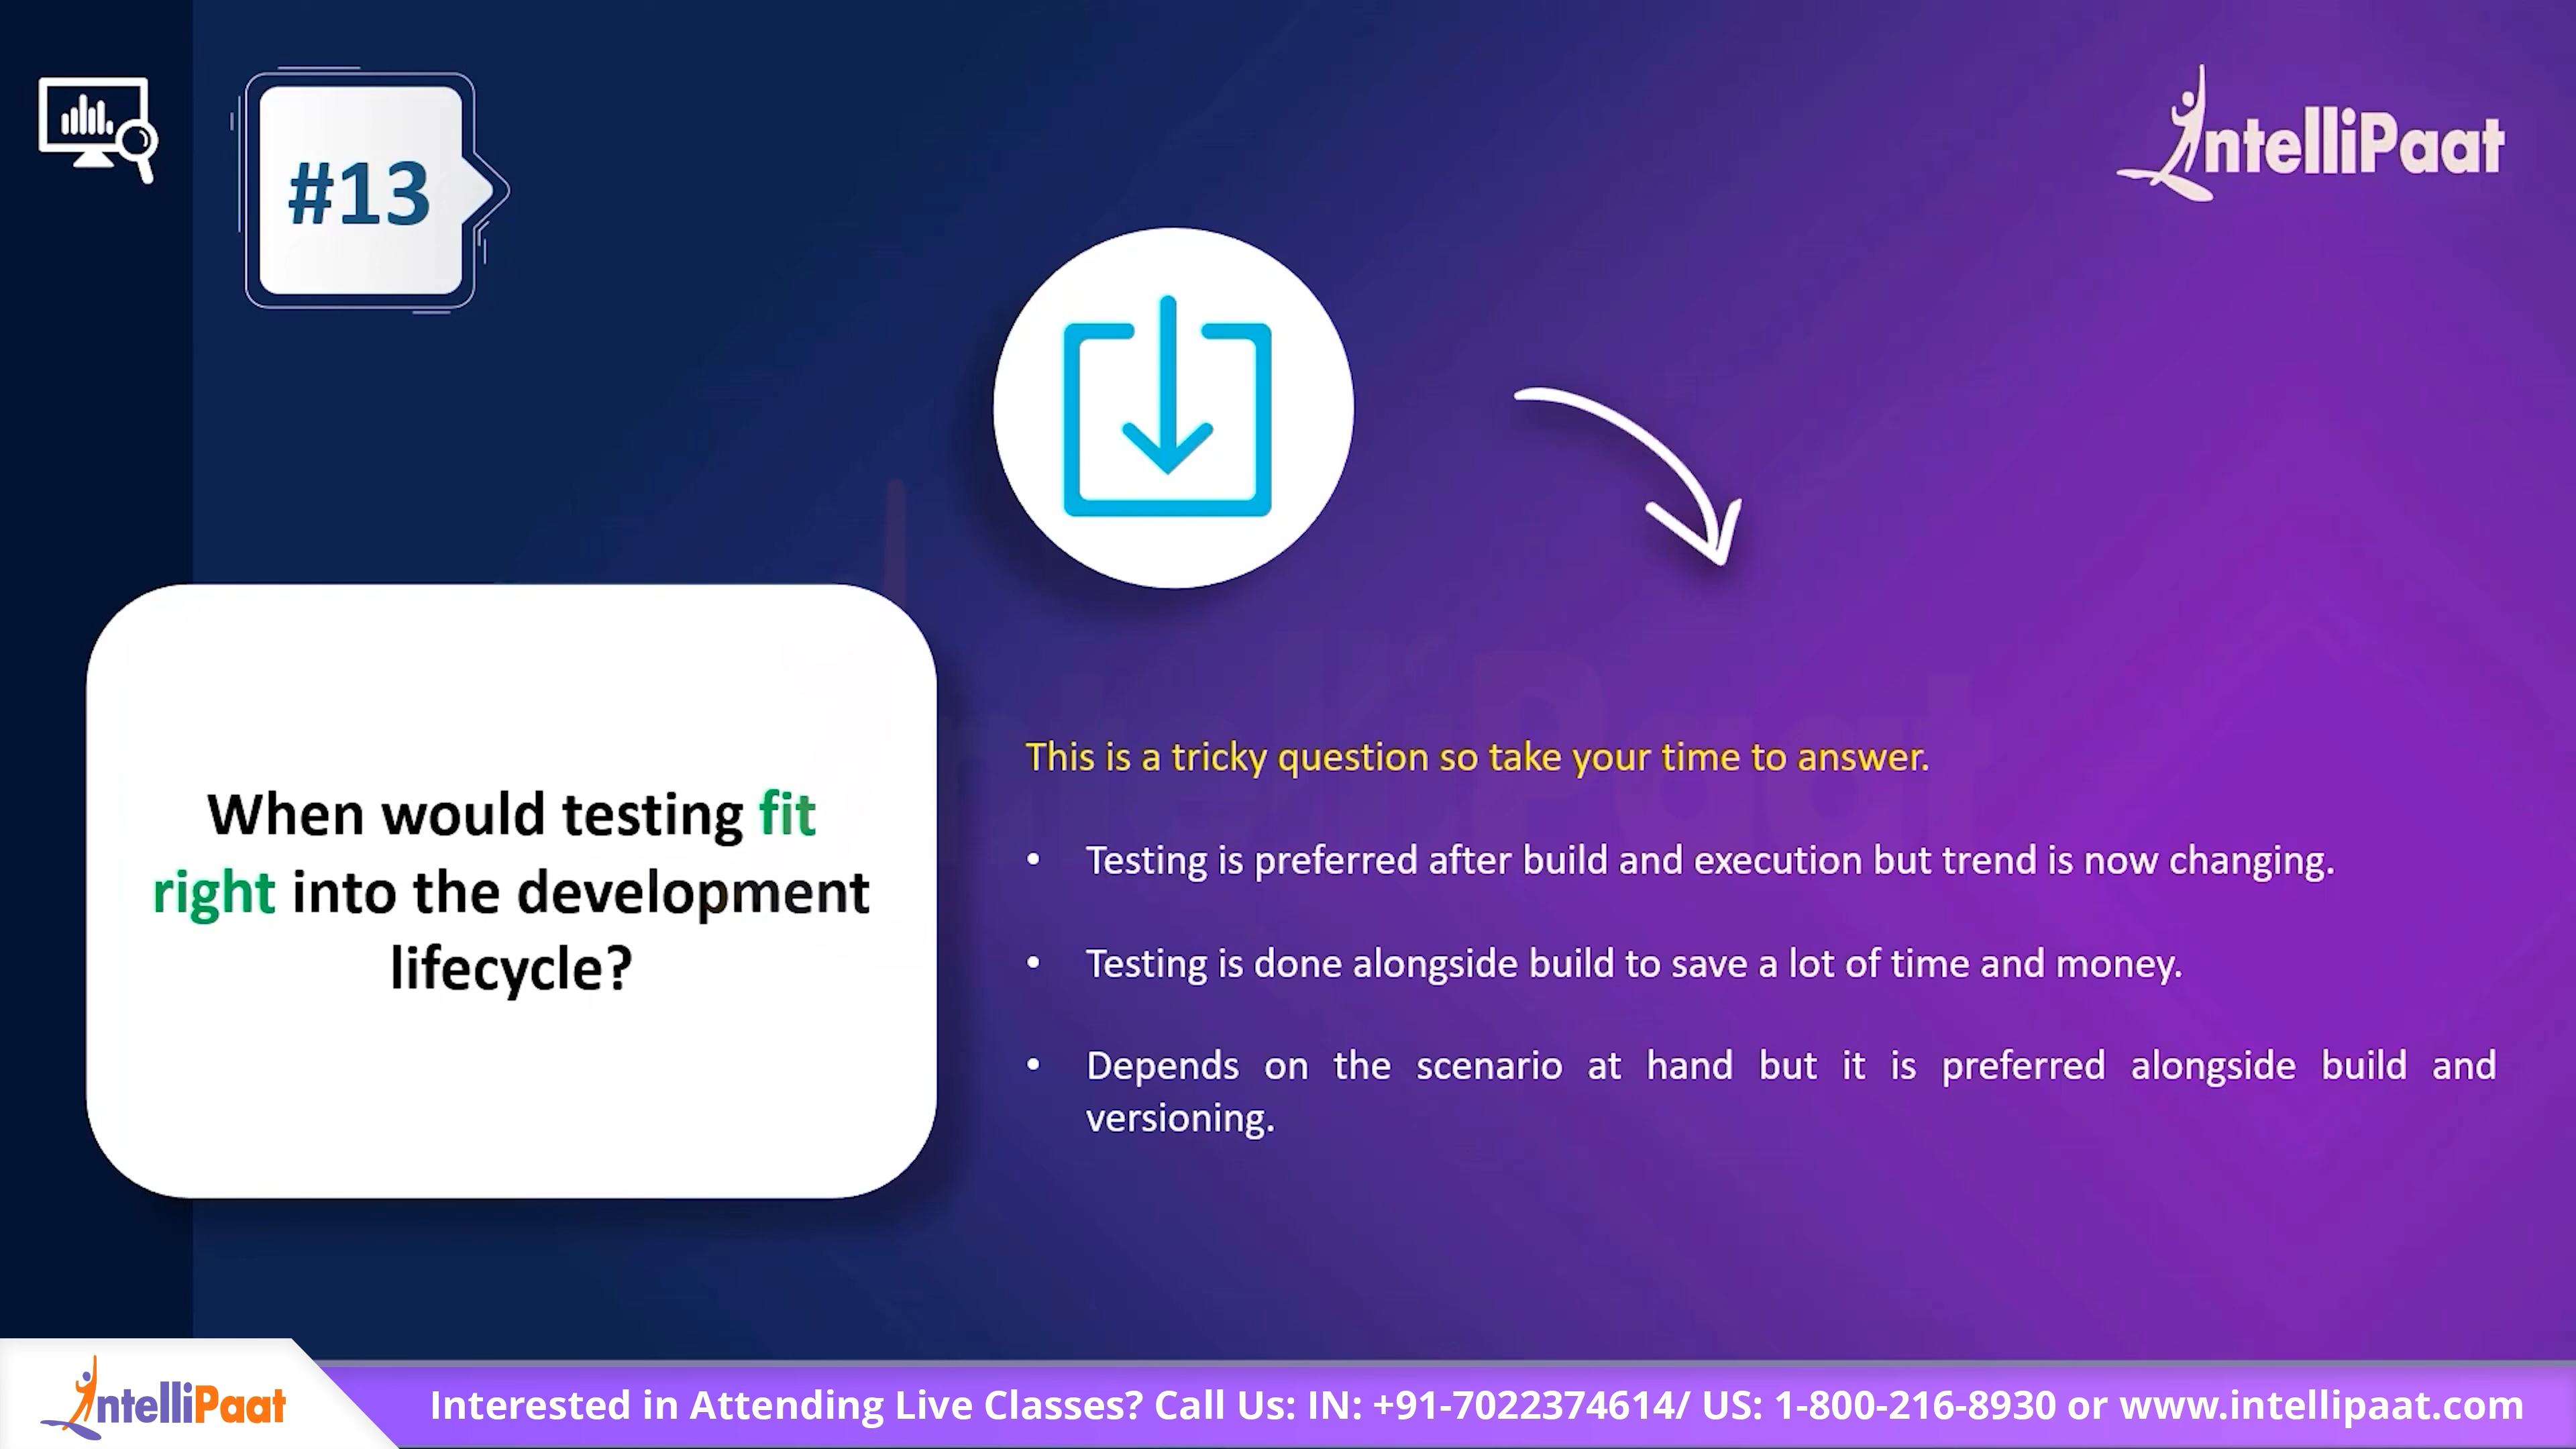 #13
IntelliPaat
When would testing fit
right into the development
lifecycle?
This is a tricky question so take your time to answer.
• Testing is preferred after build and execution but trend is now changing.
• Testing is done alongside build to save a lot of time and money.
• Depends on the scenario at hand but it is preferred alongside build and
versioning.
IntelliPaat
IntelliPaat
Interested in Attending Live Classes? Call Us: IN: +91-7022374614/ US: 1-800-216-8930 or www.intellipaat.com